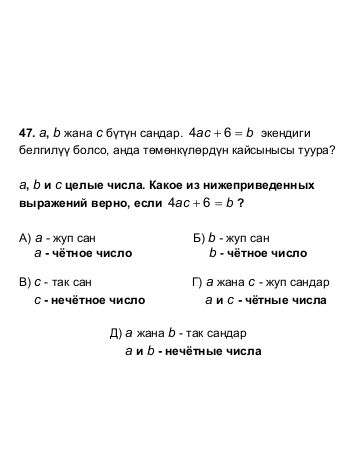 47. a, b жана c бүтүн сандар. 4ac + 6 = b экендиги
белгилүү болсо, анда төмөнкүлөрдүн кайсынысы туура?
a, b и c целые числа. Какое из нижеприведенных
выражений верно, если 4ac + 6 = b ?
А) a - жуп сан
a - чётное число
Б) b - жуп сан
b - чётное число
В) c - так сан
c - нечётное число
Г) a жана c - жуп сандар
a и c - чётные числа
Д) a жана b - так сандар
a и b - нечётные числа